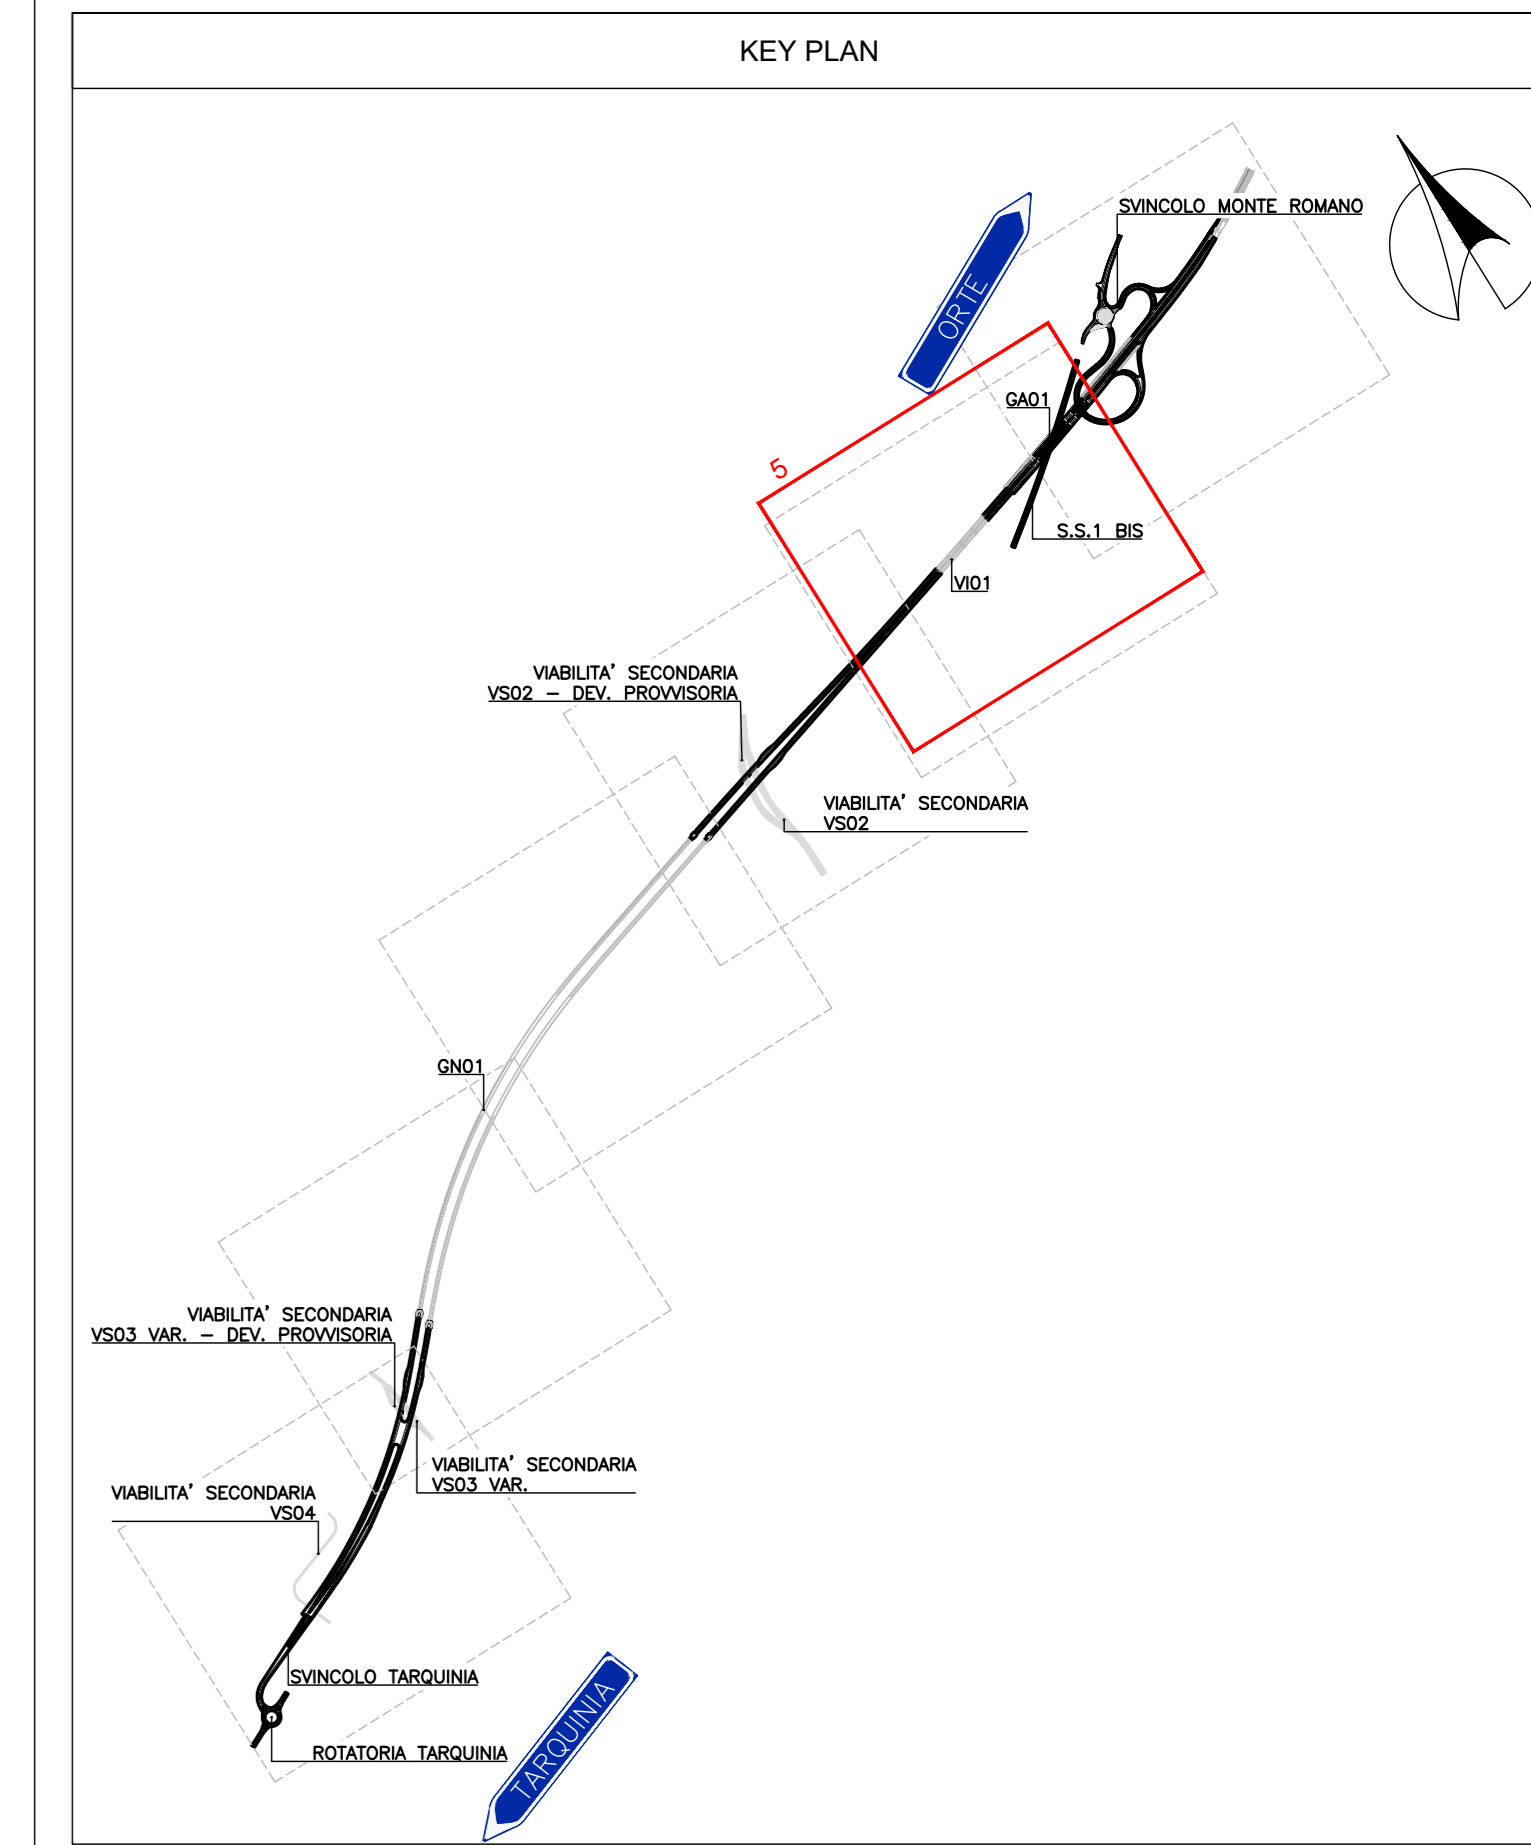 KEY PLAN
SVINCOLO MONTE ROMANO
ORTE
GA01
5
S.S.1 BIS
VI01
VIABILITA' SECONDARIA
VS02 – DEV. PROVVISORIA
VIABILITA' SECONDARIA
VS02
GN01
VIABILITA' SECONDARIA
VS03 VAR. – DEV. PROVVISORIA
VIABILITA' SECONDARIA
VS03 VAR.
VIABILITA' SECONDARIA
VS04
SVINCOLO TARQUINIA
TARQUINIA
ROTATORIA TARQUINIA